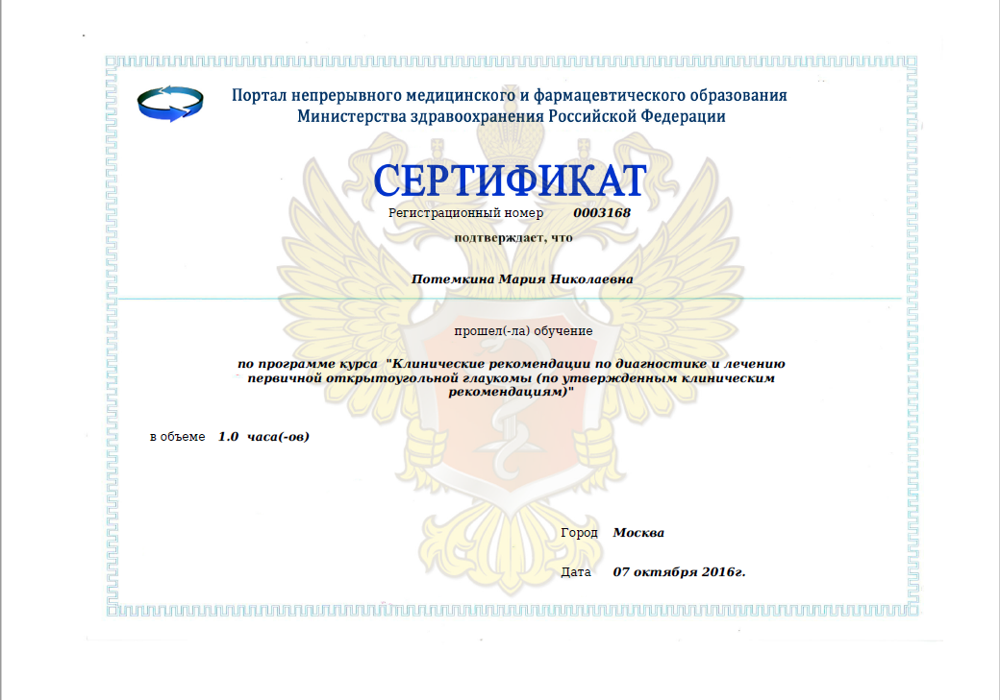 Портал непрерывного медицинского и фармацевтического образования
Министерства здравоохранения Российской Федерации
СЕРТИФИКАТ
Регистрационный номер 0003168
подтверждает, что
Потемкина Мария Николаевна
прошел(-ла) обучение
по программе курса "Клинические рекомендации по диагностике и лечению
первичной открытоугольной глаукомы (по утвержденным клиническим
рекомендациям)"
в объеме 1.0 часа(-ов)
Город Москва
Дата 07 октября 2016г.